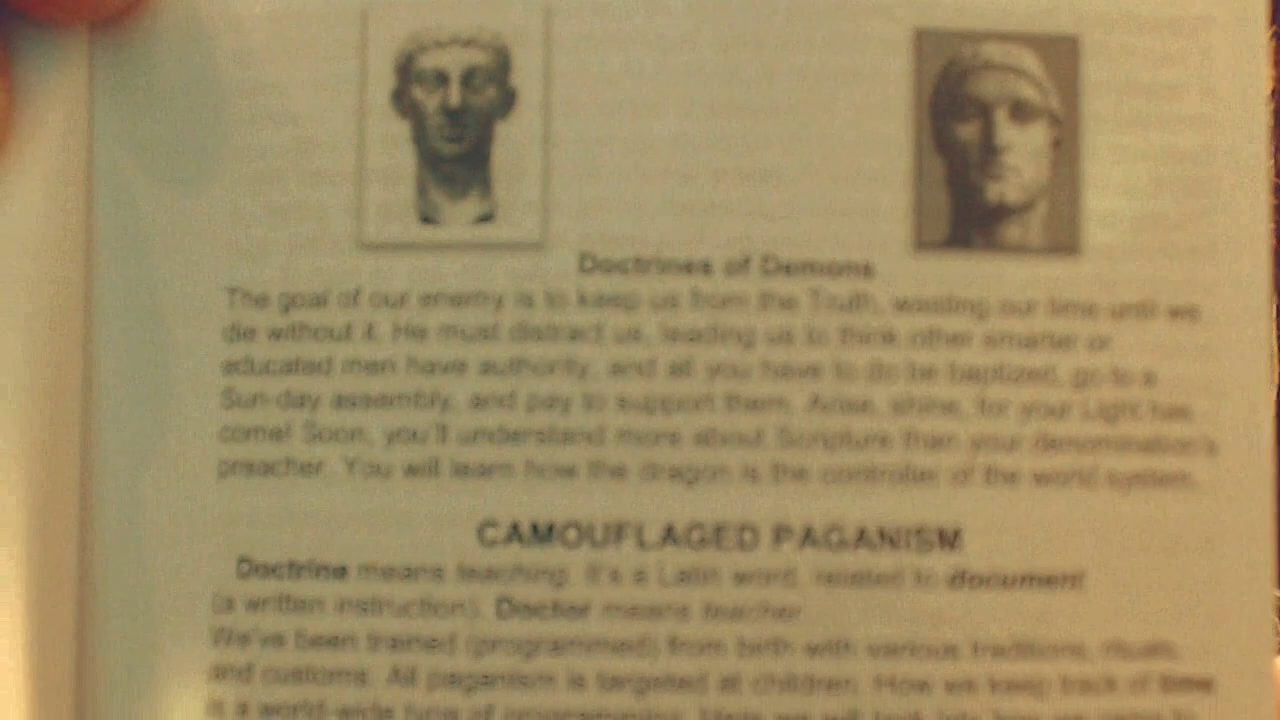 Doctrines of Demons
The goal of our enemy is to keep us from the Truth, wasting our time until we
die without it. He must distract us, leading us to think other smarter or
educated men have authority, and all you have to do be baptized, go to a
Sun-day assembly, and pay to support them. Arise, shine, for your Light has
come! Soon, you'll understand more about Scripture than your denomination's
preacher. You will learn how the dragon is the controller of the world system.
CAMOUFLAGED PAGANISM
Doctrine means teaching. It's a Latin word, related to document
(a written instruction). Doctor means teacher.
We've been trained (programmed) from birth with various traditions, rituals,
and customs. All paganism is targeted at children. How we keep track of time
is a world-wide type of programming.